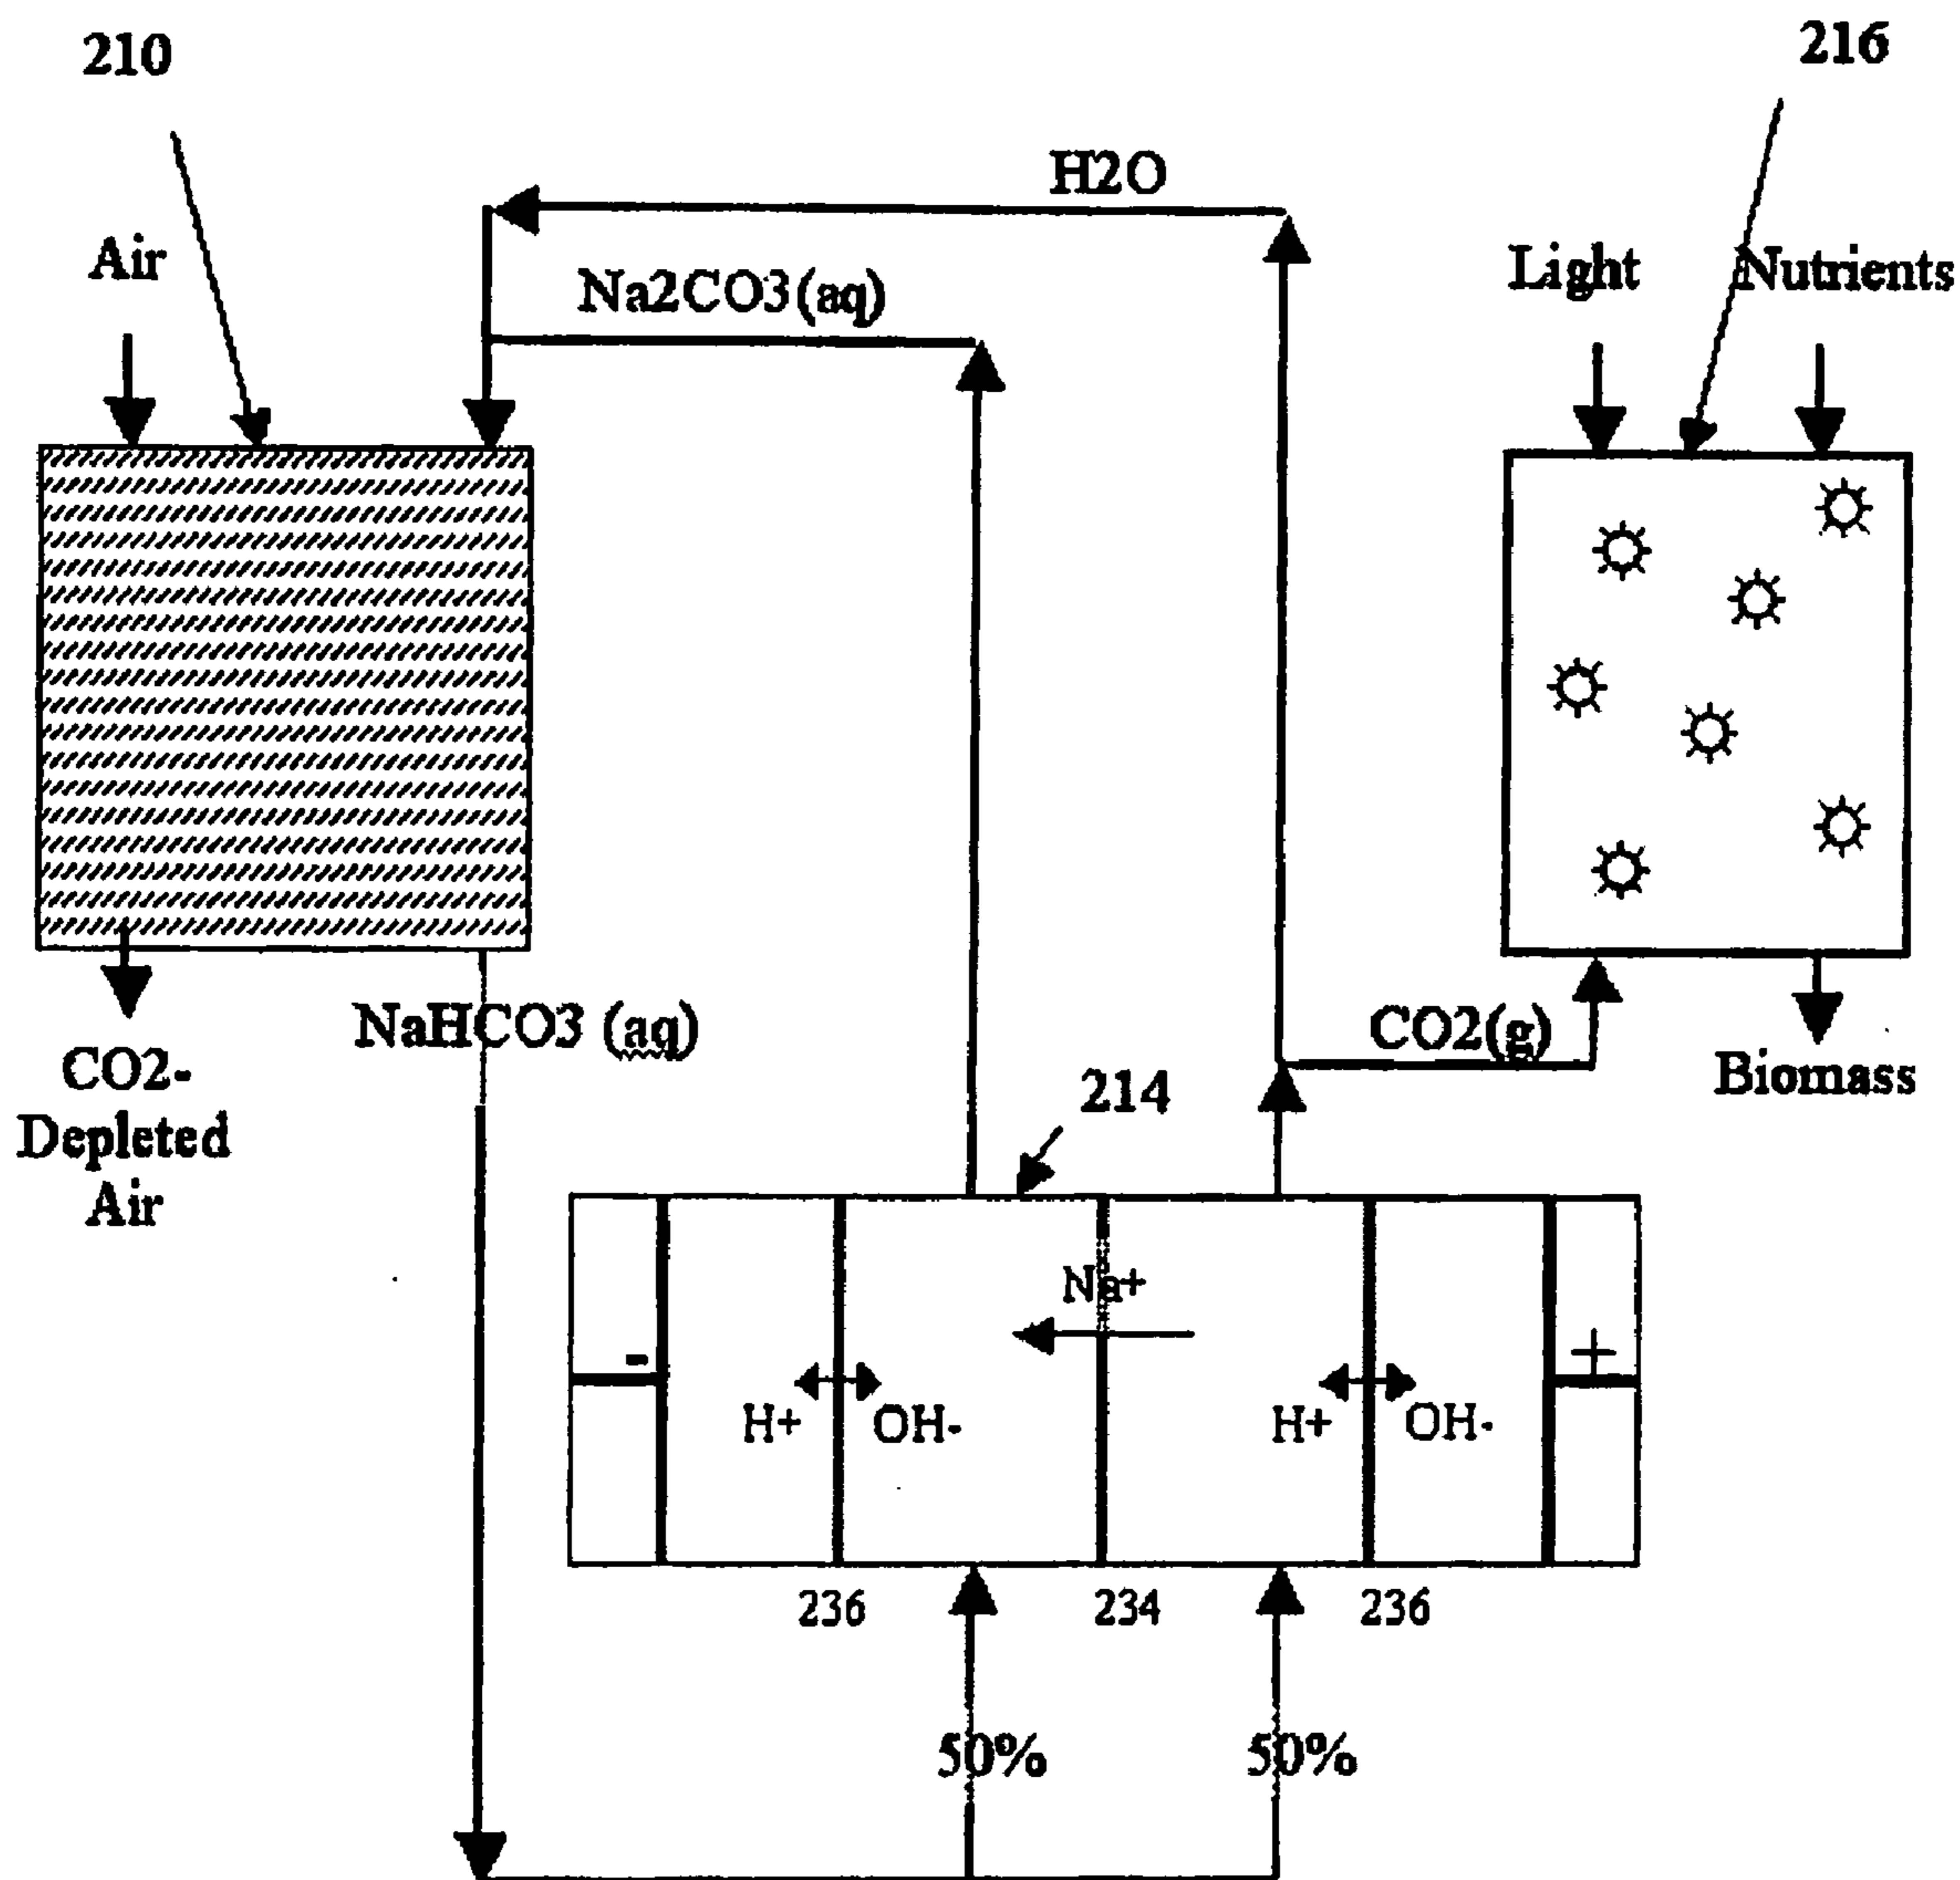 210
216
H2O
Air
Na2CO3(aq)
Light
Nutrients
NaHCO3 (aq)
CO2(g)
CO2-
Depleted
Air
Biomass
214
Na+
-
+
H+
OH-
H+
OH-
236
234
236
50%
50%